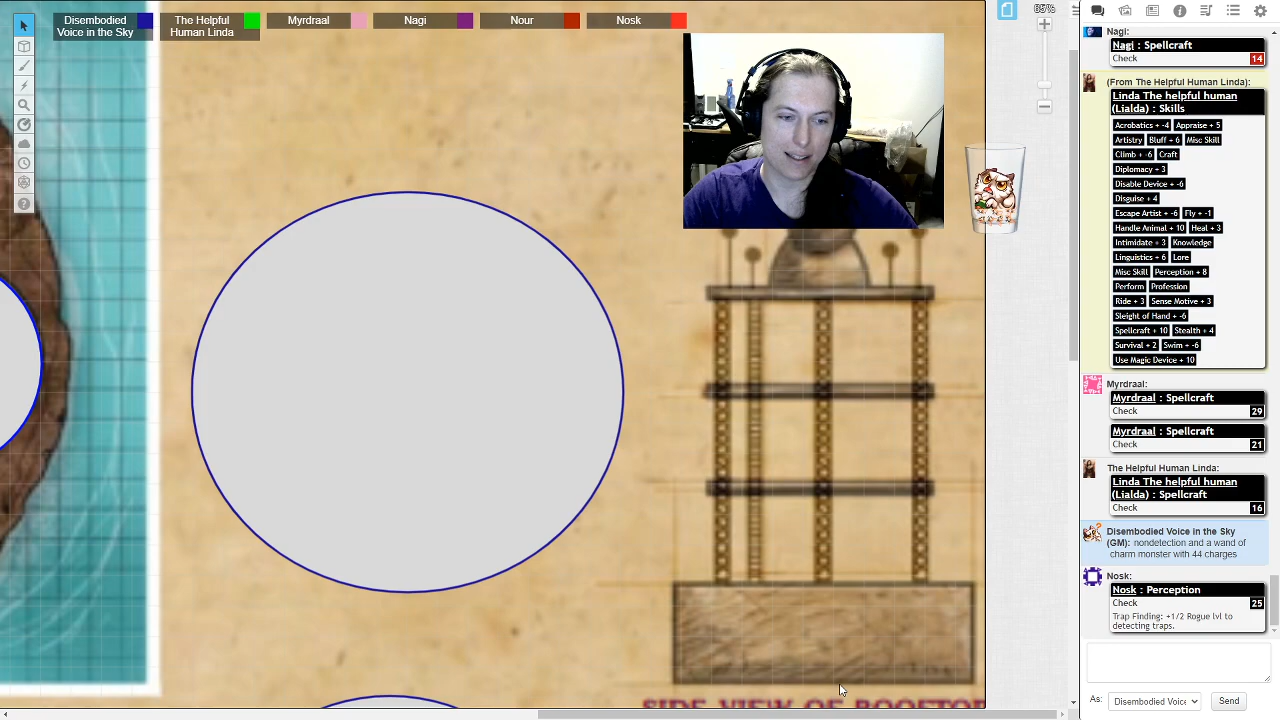 Disembodied
Voice in the Sky
The Helpful
Human Linda
Myrdraal
Nagi
Nour
Nosk
85%
SIDE VIEW OF ROOFTOP
Nagi:
Nagi : Spellcraft
Check 14
(From The Helpful Human Linda):
Linda The helpful human
(Lialda) : Skills
Acrobatics + -4 Appraise + 5
Artistry Bluff + 6 Misc Skill
Climb + -6 Craft
Diplomacy + 3
Disable Device + -6
Disguise + 4
Escape Artist + -6 Fly + -1
Handle Animal + 10 Heal + 3
Intimidate + 3 Knowledge
Linguistics + 6 Lore
Misc Skill Perception + 8
Perform Profession
Ride + 3 Sense Motive + 3
Sleight of Hand + -6
Spellcraft + 10 Stealth + 4
Survival + 2 Swim + -6
Use Magic Device + 10
Myrdraal:
Myrdraal : Spellcraft
Check 29
Myrdraal : Spellcraft
Check 21
The Helpful Human Linda:
Linda The helpful human
(Lialda) : Spellcraft
Check 16
Disembodied Voice in the Sky
(GM): nondetection and a wand of
charm monster with 44 charges
Nosk:
Nosk : Perception
Check 25
Trap Finding: +1/2 Rogue lvl to
detecting traps.
As: Disembodied Voice Send